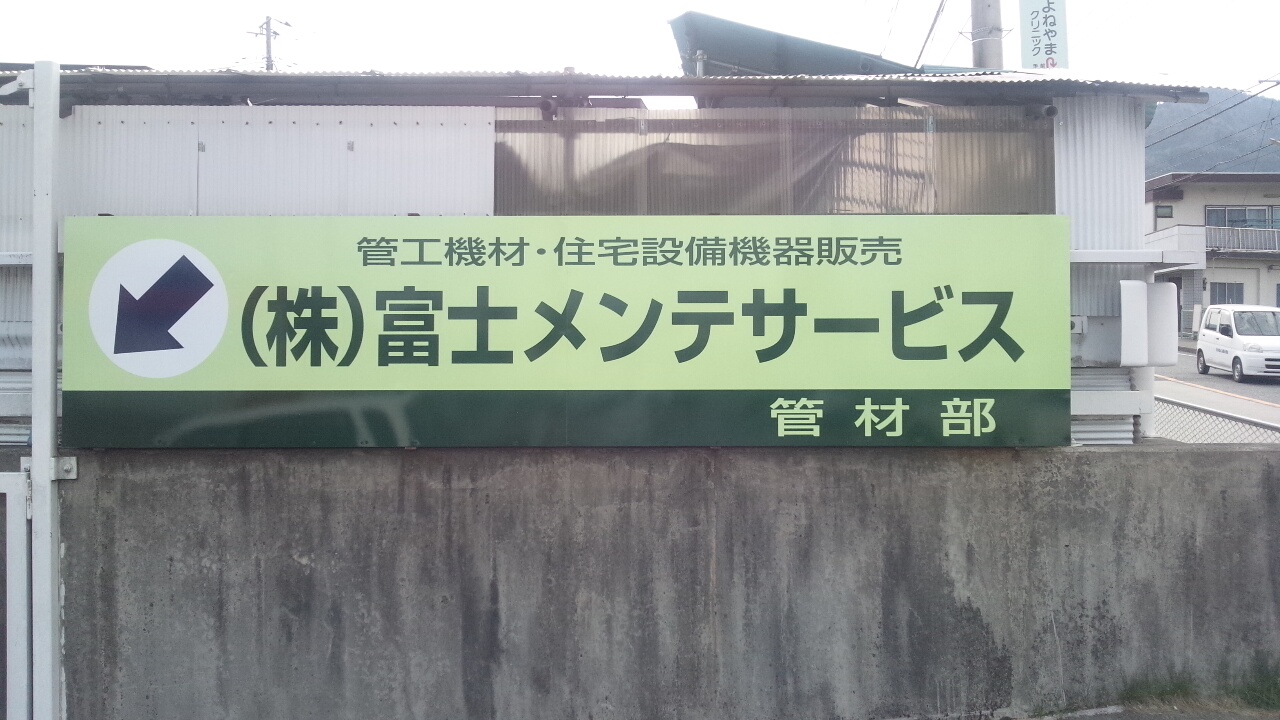 よねやま
クリニック
管工機材・住宅設備機器販売
(株)富士メンテサービス
管材部